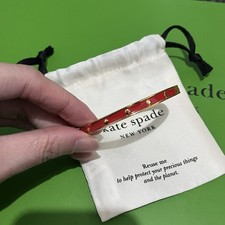 kate spade
NEW YORK
Reuse me
to help protect your precious things
and the planet.
spade